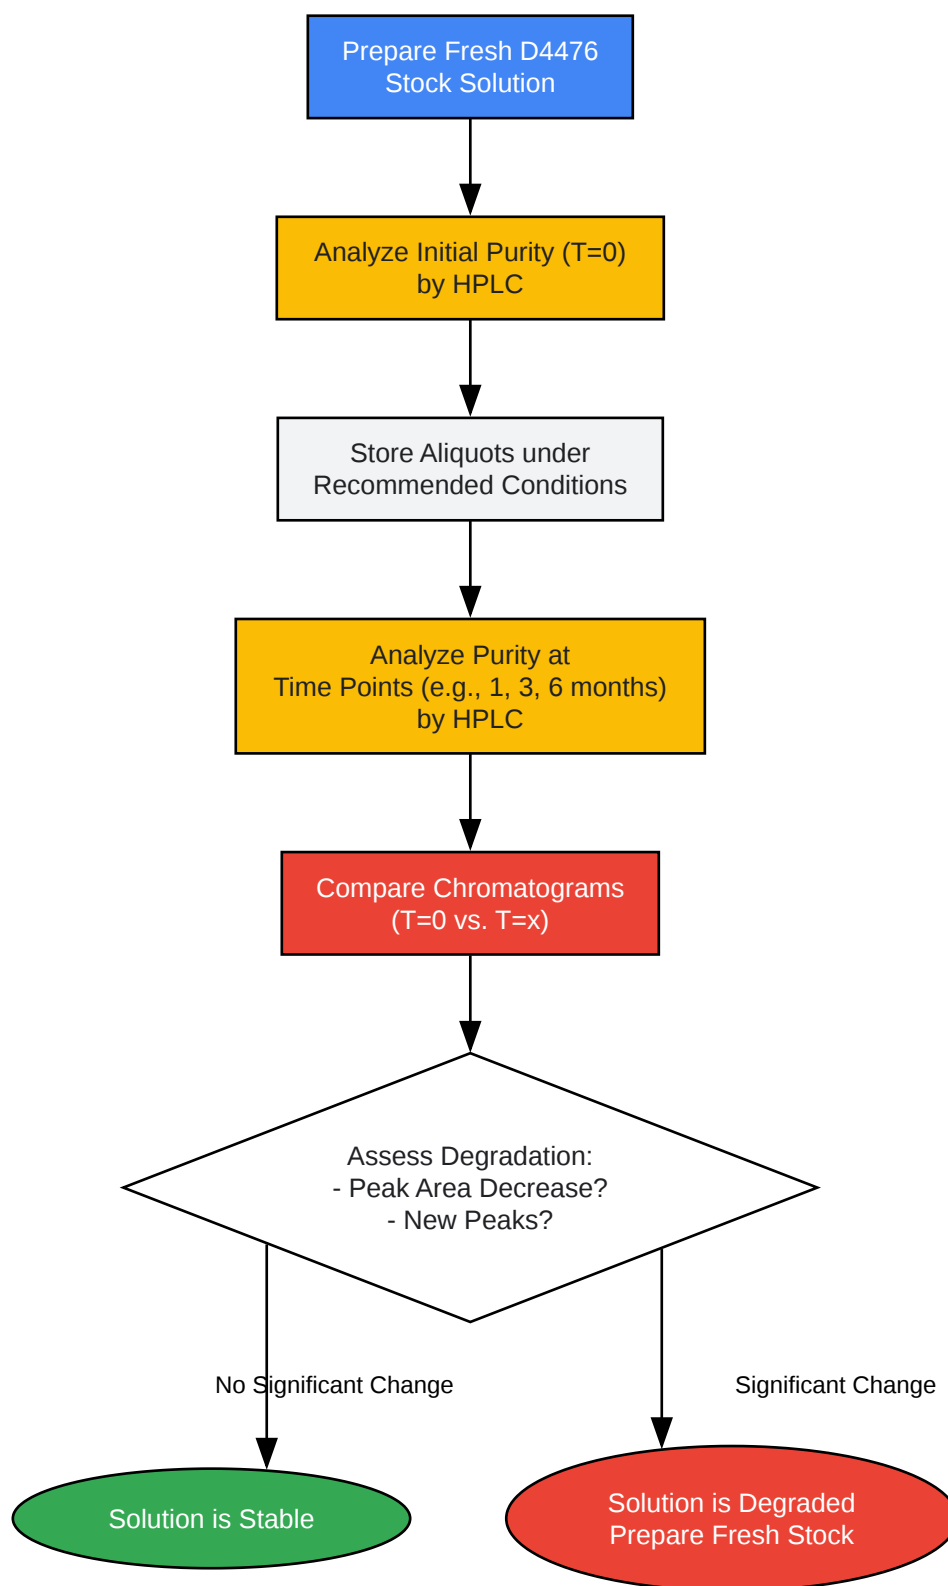 Prepare Fresh D4476
Stock Solution
Analyze Initial Purity (T=0)
by HPLC
Store Aliquots under
Recommended Conditions
Analyze Purity at
Time Points (e.g., 1, 3, 6 months)
by HPLC
Compare Chromatograms
(T=0 vs. T=x)
Assess Degradation:
- Peak Area Decrease?
- New Peaks?
No Significant Change
Significant Change
Solution is Stable
Solution is Degraded
Prepare Fresh Stock